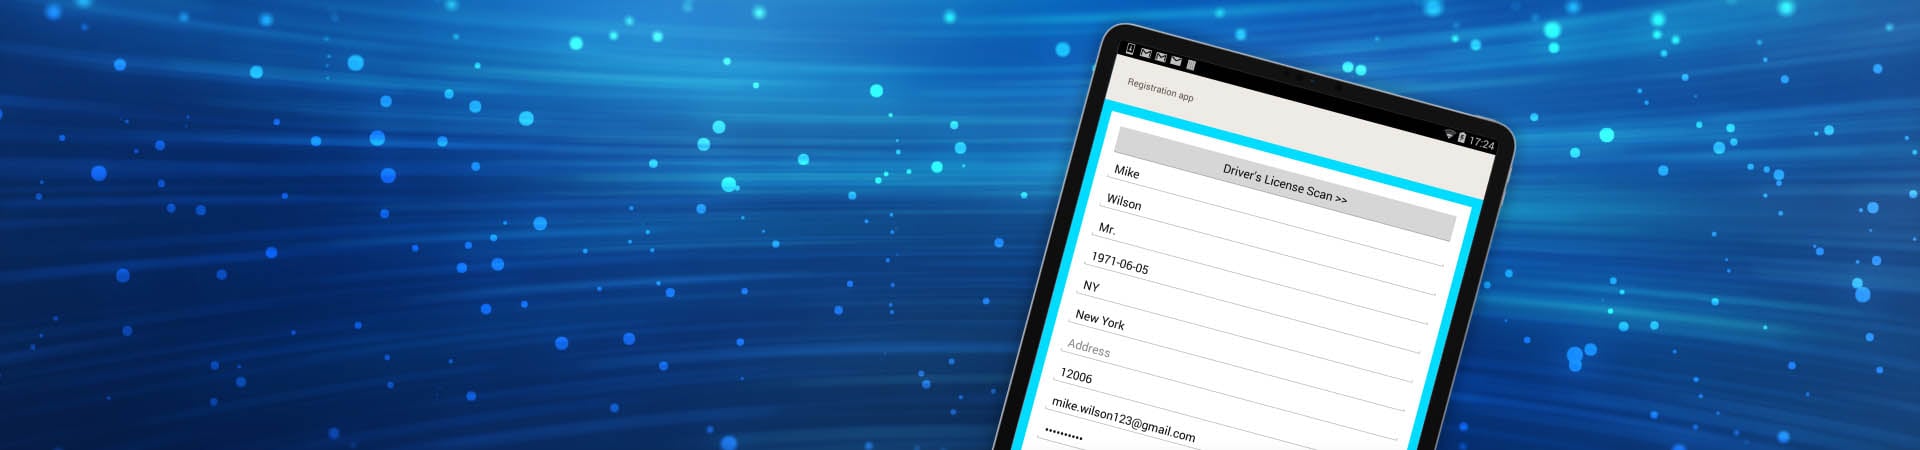 17:24
Registration app
Driver's License Scan >>
Mike
Wilson
Mr.
1971-06-05
NY
New York
Address
12006
mike.wilson123@gmail.com
••••••••••